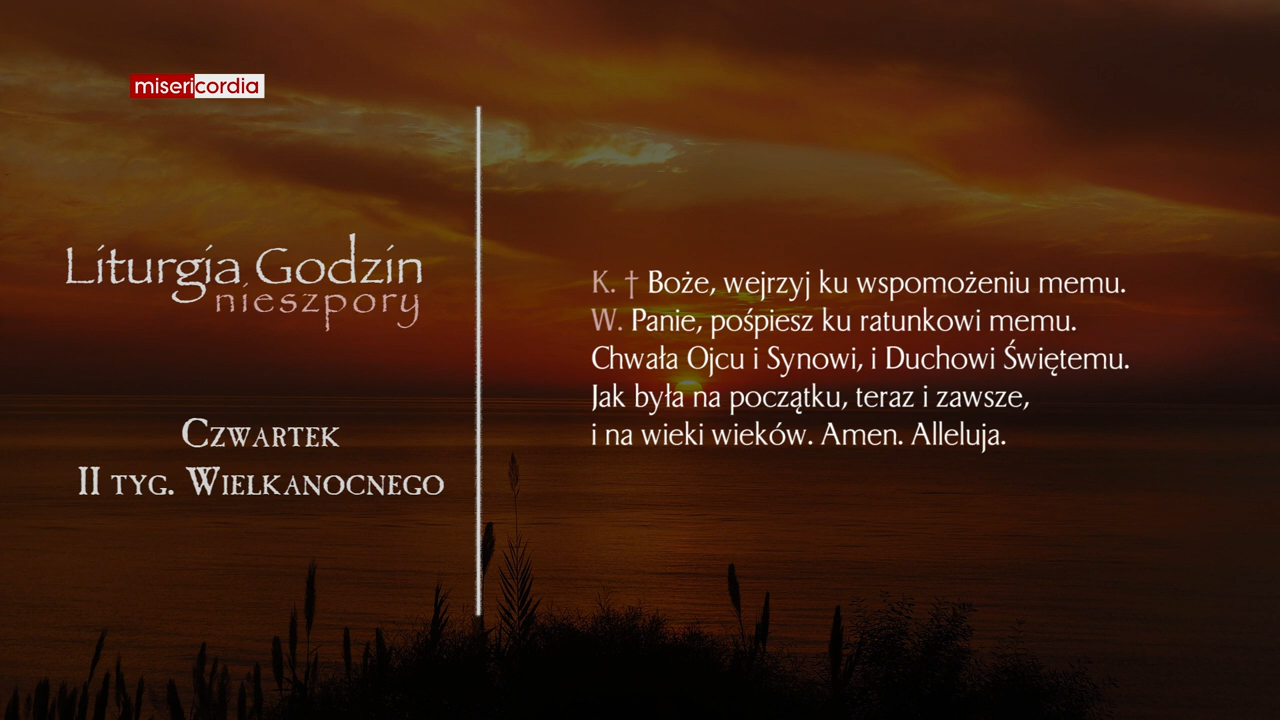 misericordia
Liturgia Godzin
nieszpory
Czwartek
II tyg. Wielkanocnego
K. † Boże, wejrzyj ku wspomożeniu memu.
W. Panie, pośpiesz ku ratunkowi memu.
Chwała Ojcu i Synowi, i Duchowi Świętemu.
Jak była na początku, teraz i zawsze,
i na wieki wieków. Amen. Alleluja.